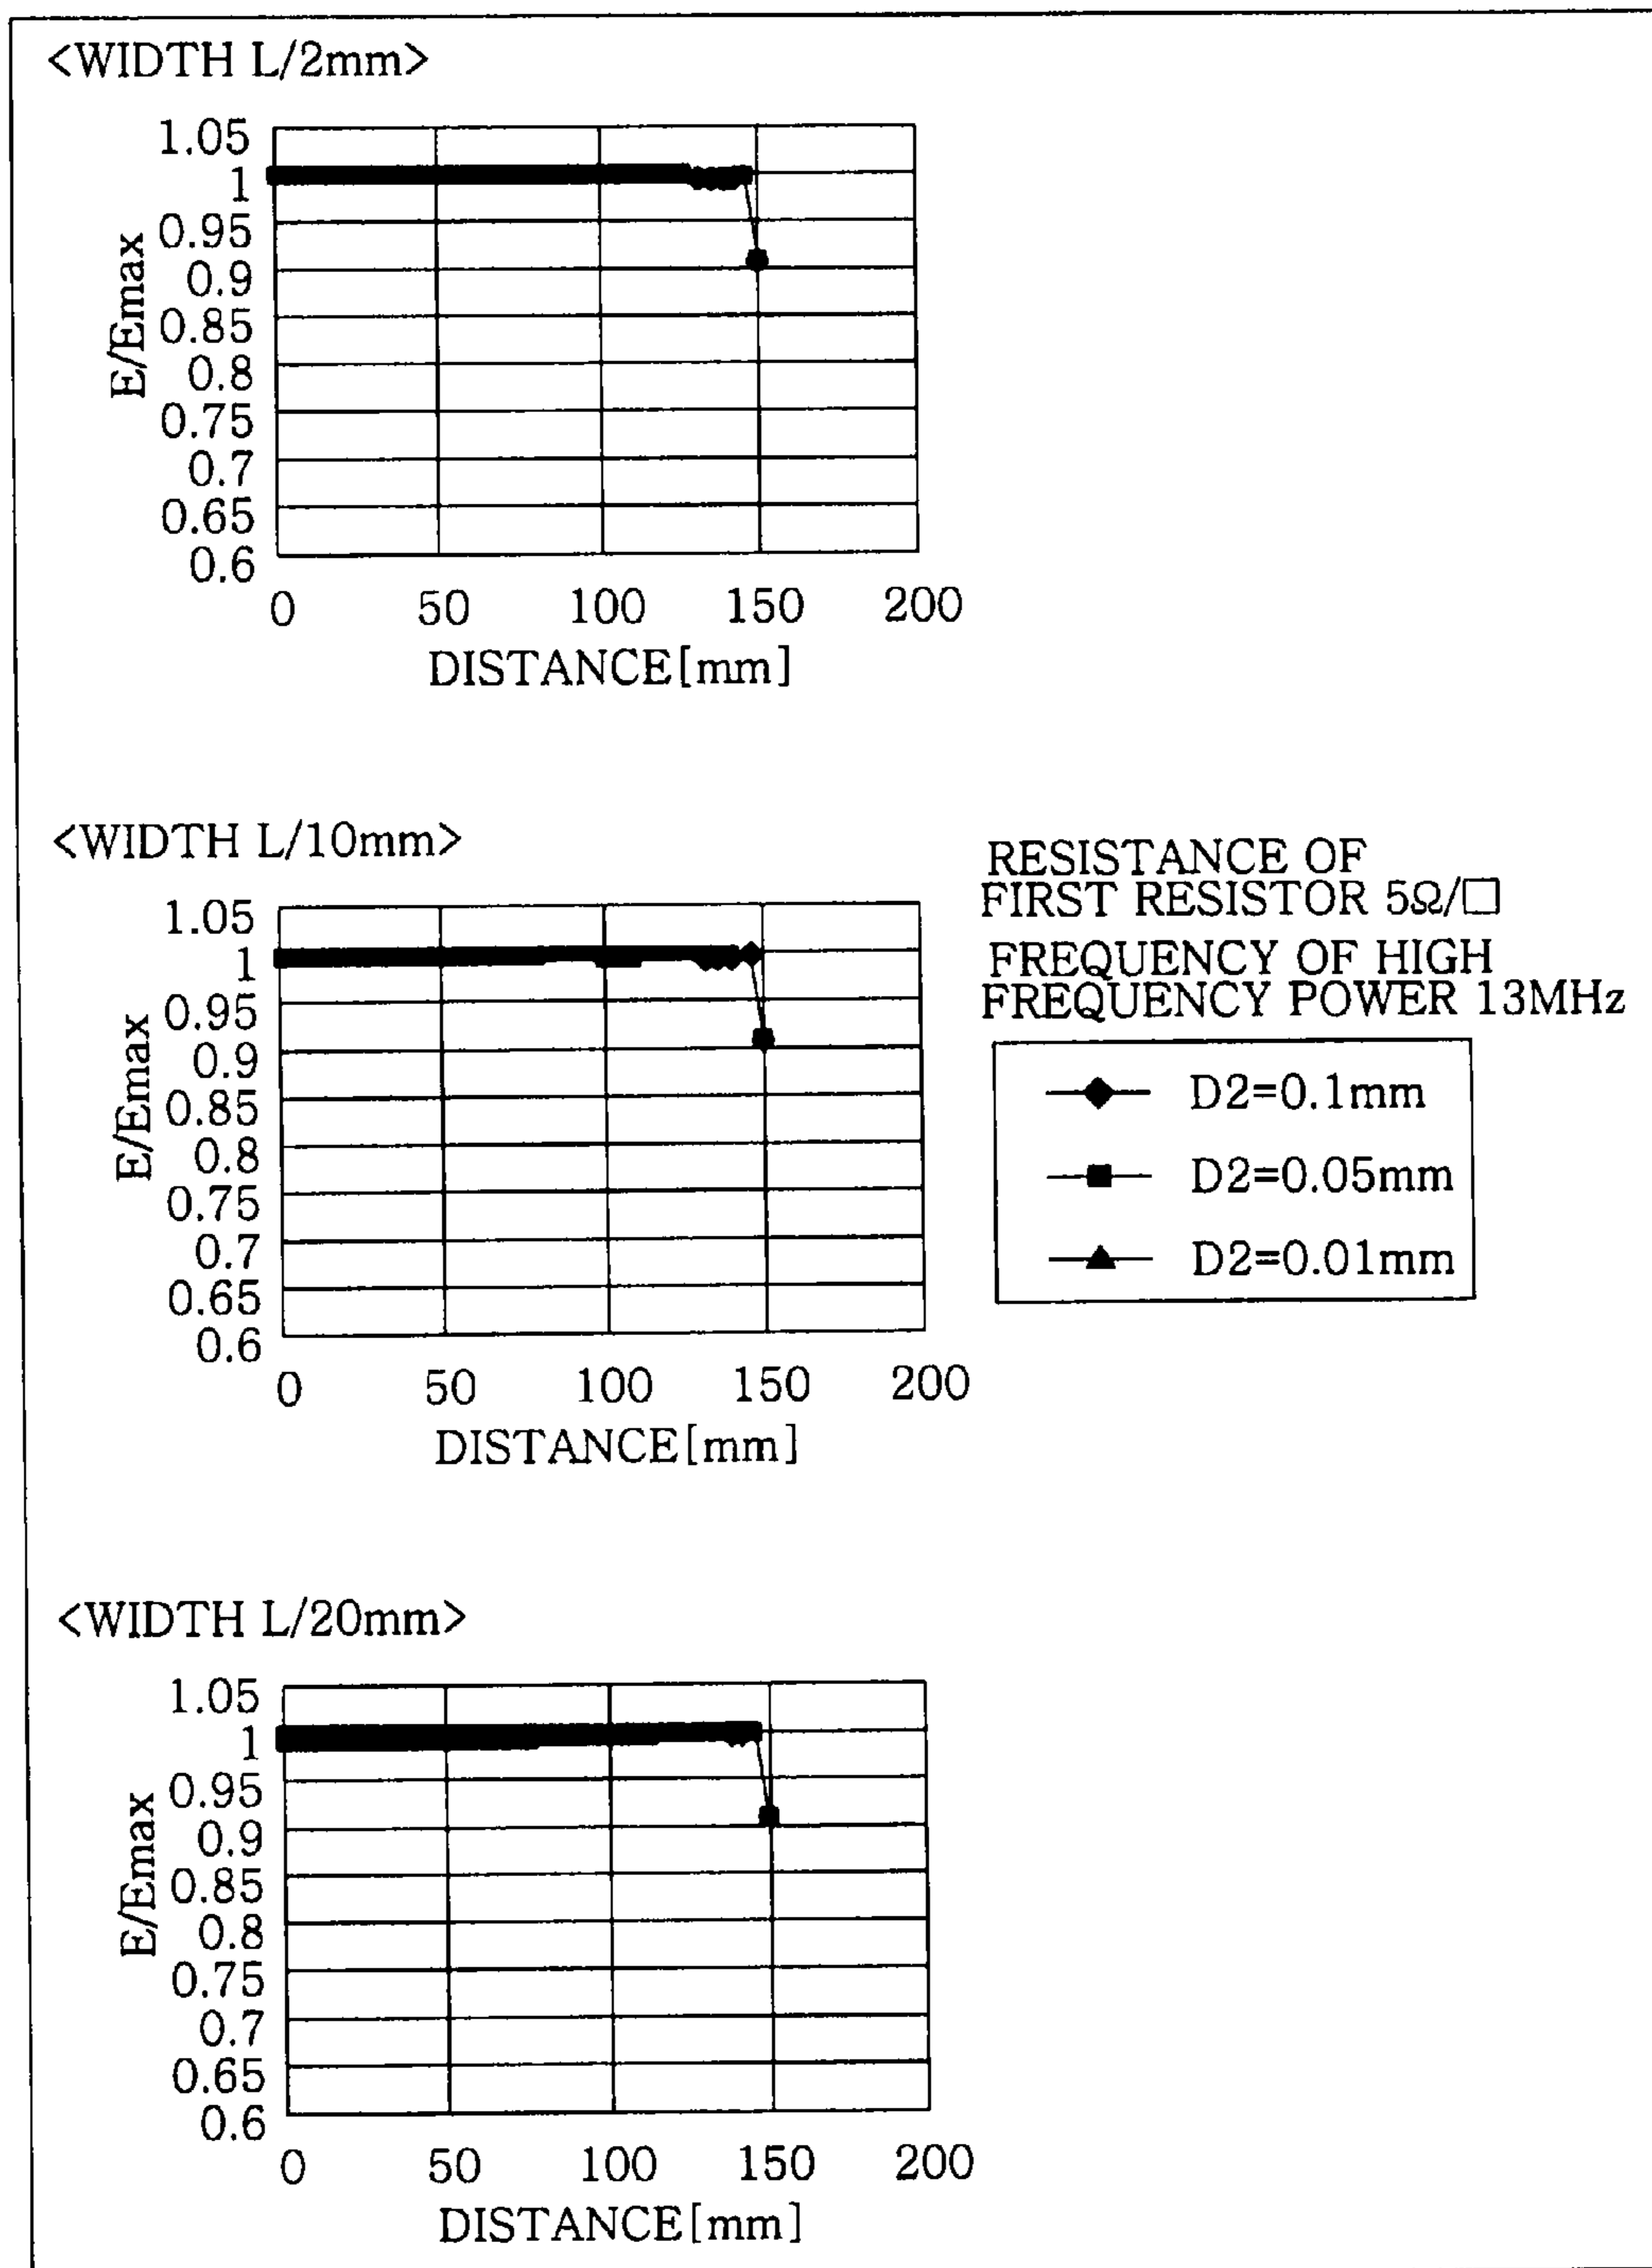 <WIDTH L/2mm>
1.05
1
0.95
0.9
0.85
0.8
0.75
0.7
0.65
0.6
E/Emax
0 50 100 150 200
DISTANCE[mm]
<WIDTH L/10mm>
1.05
1
0.95
0.9
0.85
0.8
0.75
0.7
0.65
0.6
E/Emax
0 50 100 150 200
DISTANCE[mm]
RESISTANCE OF
FIRST RESISTOR 5Ω/□
FREQUENCY OF HIGH
FREQUENCY POWER 13MHz
D2=0.1mm
D2=0.05mm
D2=0.01mm
<WIDTH L/20mm>
1.05
1
0.95
0.9
0.85
0.8
0.75
0.7
0.65
0.6
E/Emax
0 50 100 150 200
DISTANCE[mm]